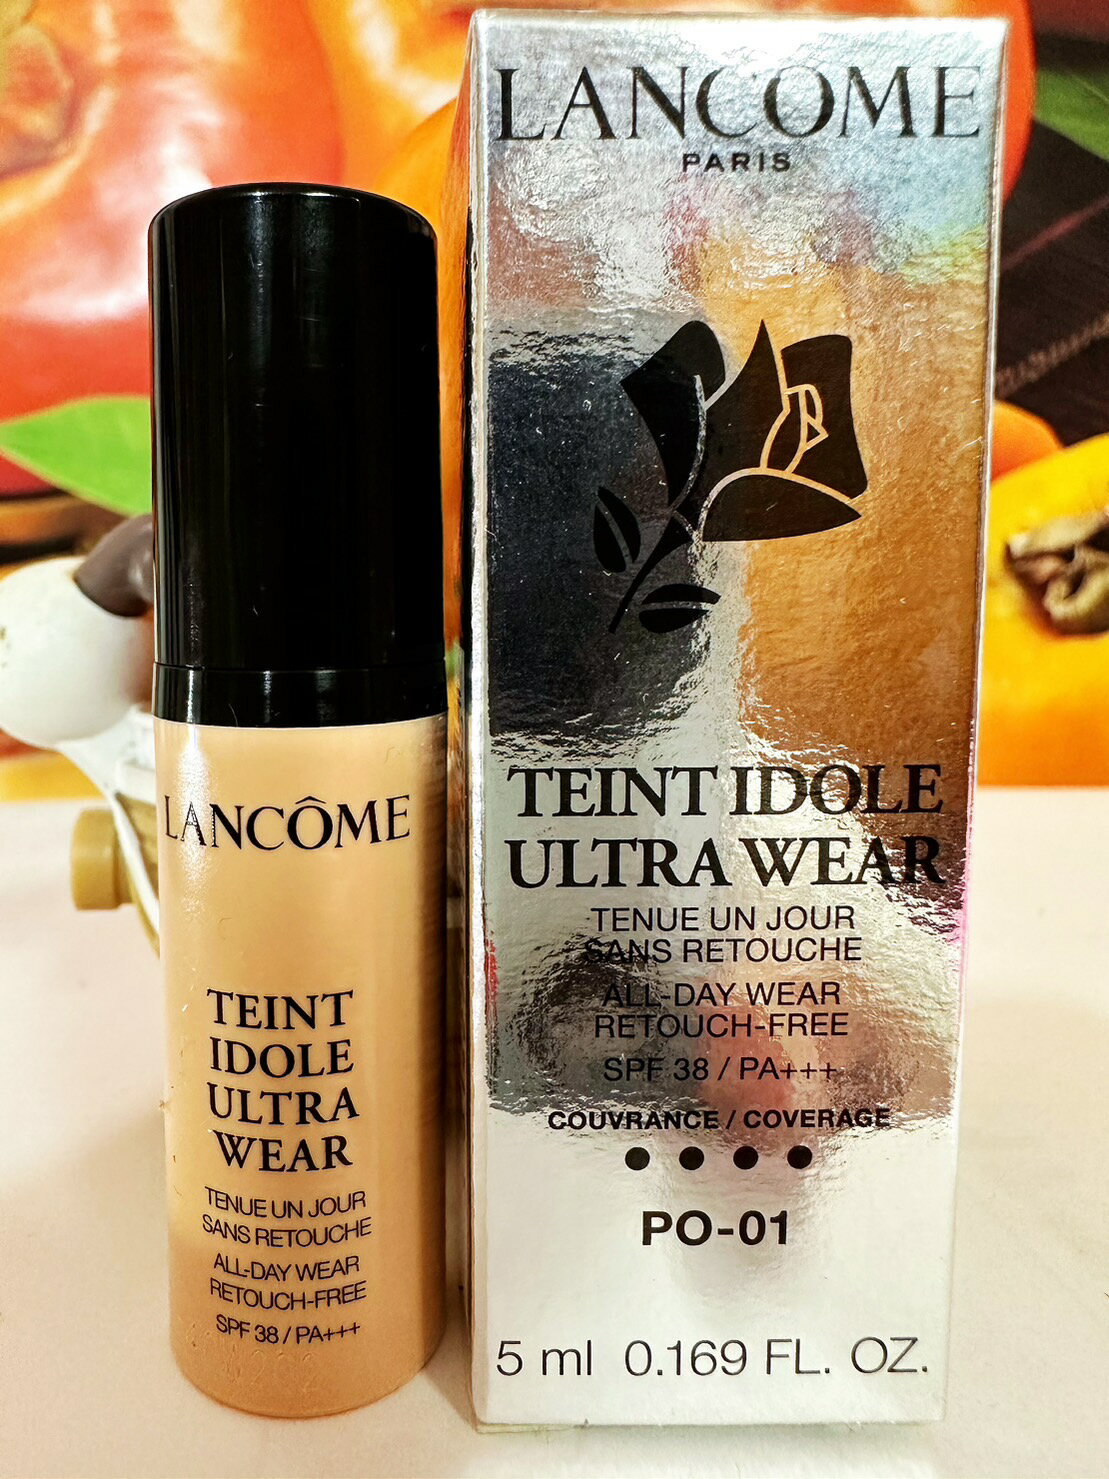 LANCÔME
TEINT
IDOLE
ULTRA
WEAR
TENUE UN JOUR
SANS RETOUCHE
ALL-DAY WEAR
RETOUCH-FREE
SPF 38 / PA+++
LANCOME
PARIS
TEINT IDOLE
ULTRA WEAR
TENUE UN JOUR
SANS RETOUCHE
ALL-DAY WEAR
RETOUCH-FREE
SPF 38 / PA+++
COUVRANCE / COVERAGE
PO-01
5 ml 0.169 FL. OZ.